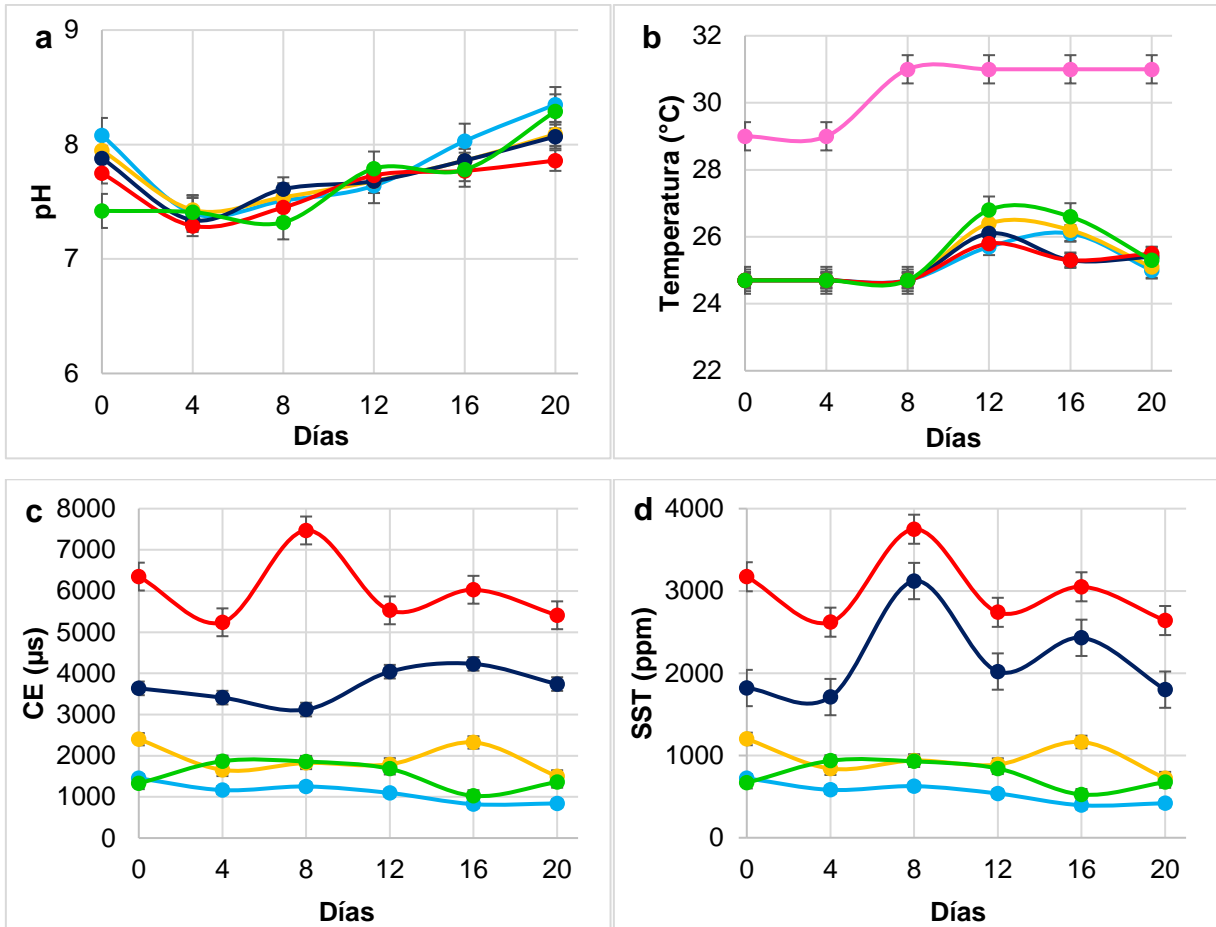 a
9
8
7
6
pH
0 4 8 12 16 20
Días
b
32
30
28
26
24
22
Temperatura (°C)
0 4 8 12 16 20
Días
c
8000
7000
6000
5000
4000
3000
2000
1000
0
CE (µs)
0 4 8 12 16 20
Días
d
4000
3000
2000
1000
0
SST (ppm)
0 4 8 12 16 20
Días